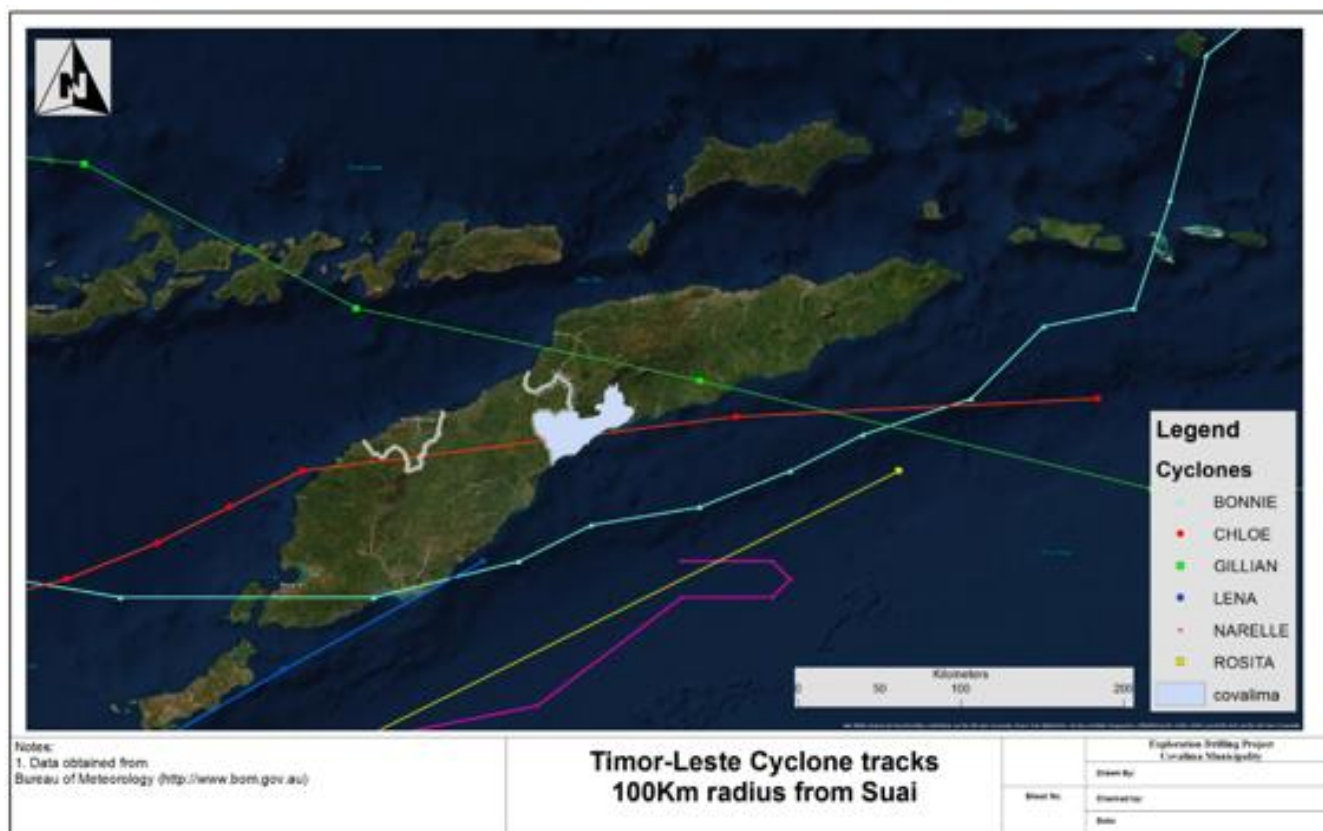 N
Legend
Cyclones
BONNIE
CHLOE
GILLIAN
LENA
NARELLE
ROSITA
covalima
Kilometers
0 50 100 200
Notes:
1. Data obtained from
Bureau of Meteorology (http://www.bom.gov.au)
Timor-Leste Cyclone tracks
100Km radius from Suai
Exploration Drilling Project
Covalima Municipality
Drawn By:
Sheet No.
Checked by:
Date: